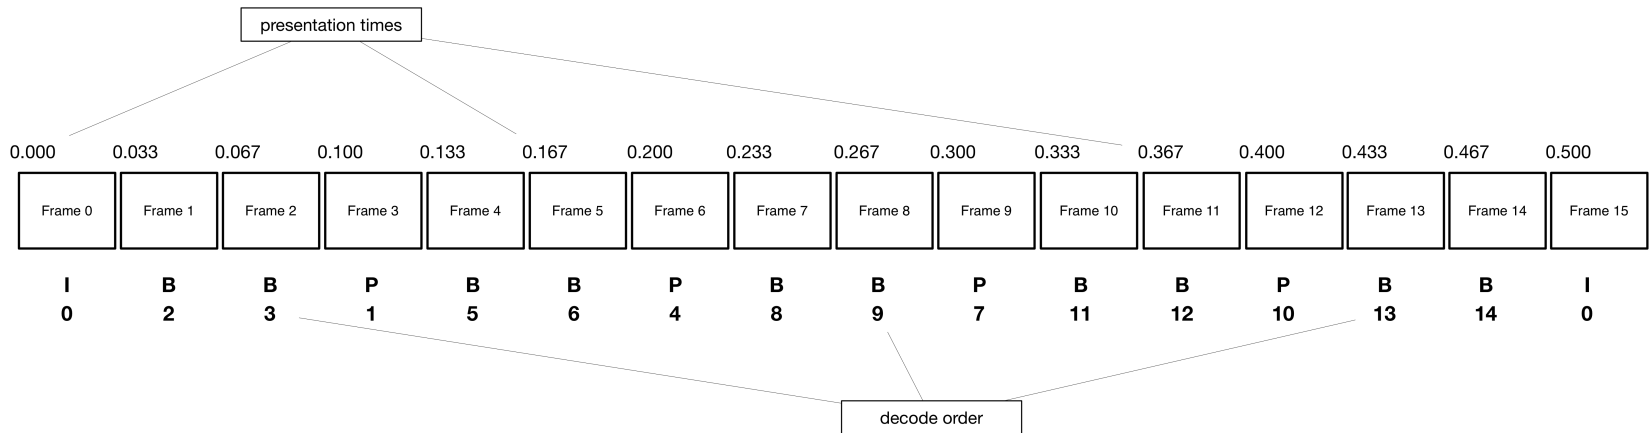 presentation times
0.000 0.033 0.067 0.100 0.133 0.167 0.200 0.233 0.267 0.300 0.333 0.367 0.400 0.433 0.467 0.500
Frame 0 Frame 1 Frame 2 Frame 3 Frame 4 Frame 5 Frame 6 Frame 7 Frame 8 Frame 9 Frame 10 Frame 11 Frame 12 Frame 13 Frame 14 Frame 15
I B B P B B P B B P B B P B B I
0 2 3 1 5 6 4 8 9 7 11 12 10 13 14 0
decode order